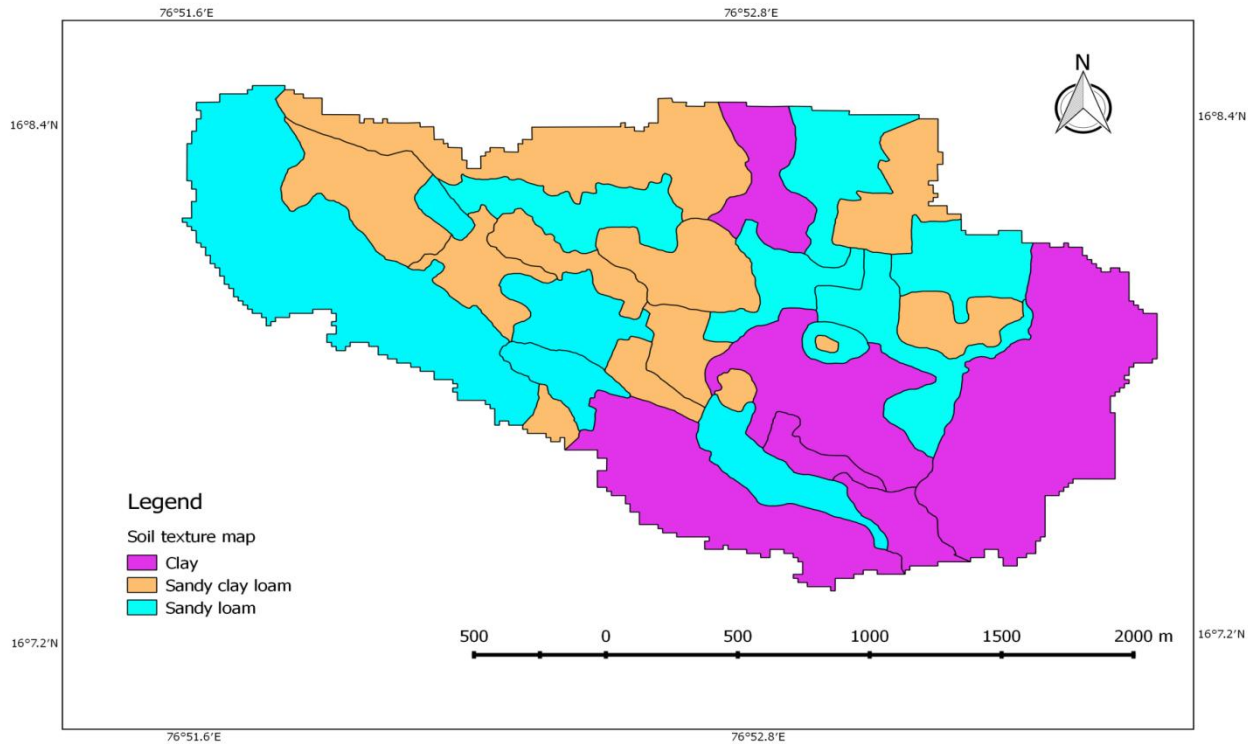 76°51.6′E 76°52.8′E
N
16°8.4′N 16°8.4′N
Legend
Soil texture map
Clay
Sandy clay loam
Sandy loam
500 0 500 1000 1500 2000 m
16°7.2′N 16°7.2′N
76°51.6′E 76°52.8′E